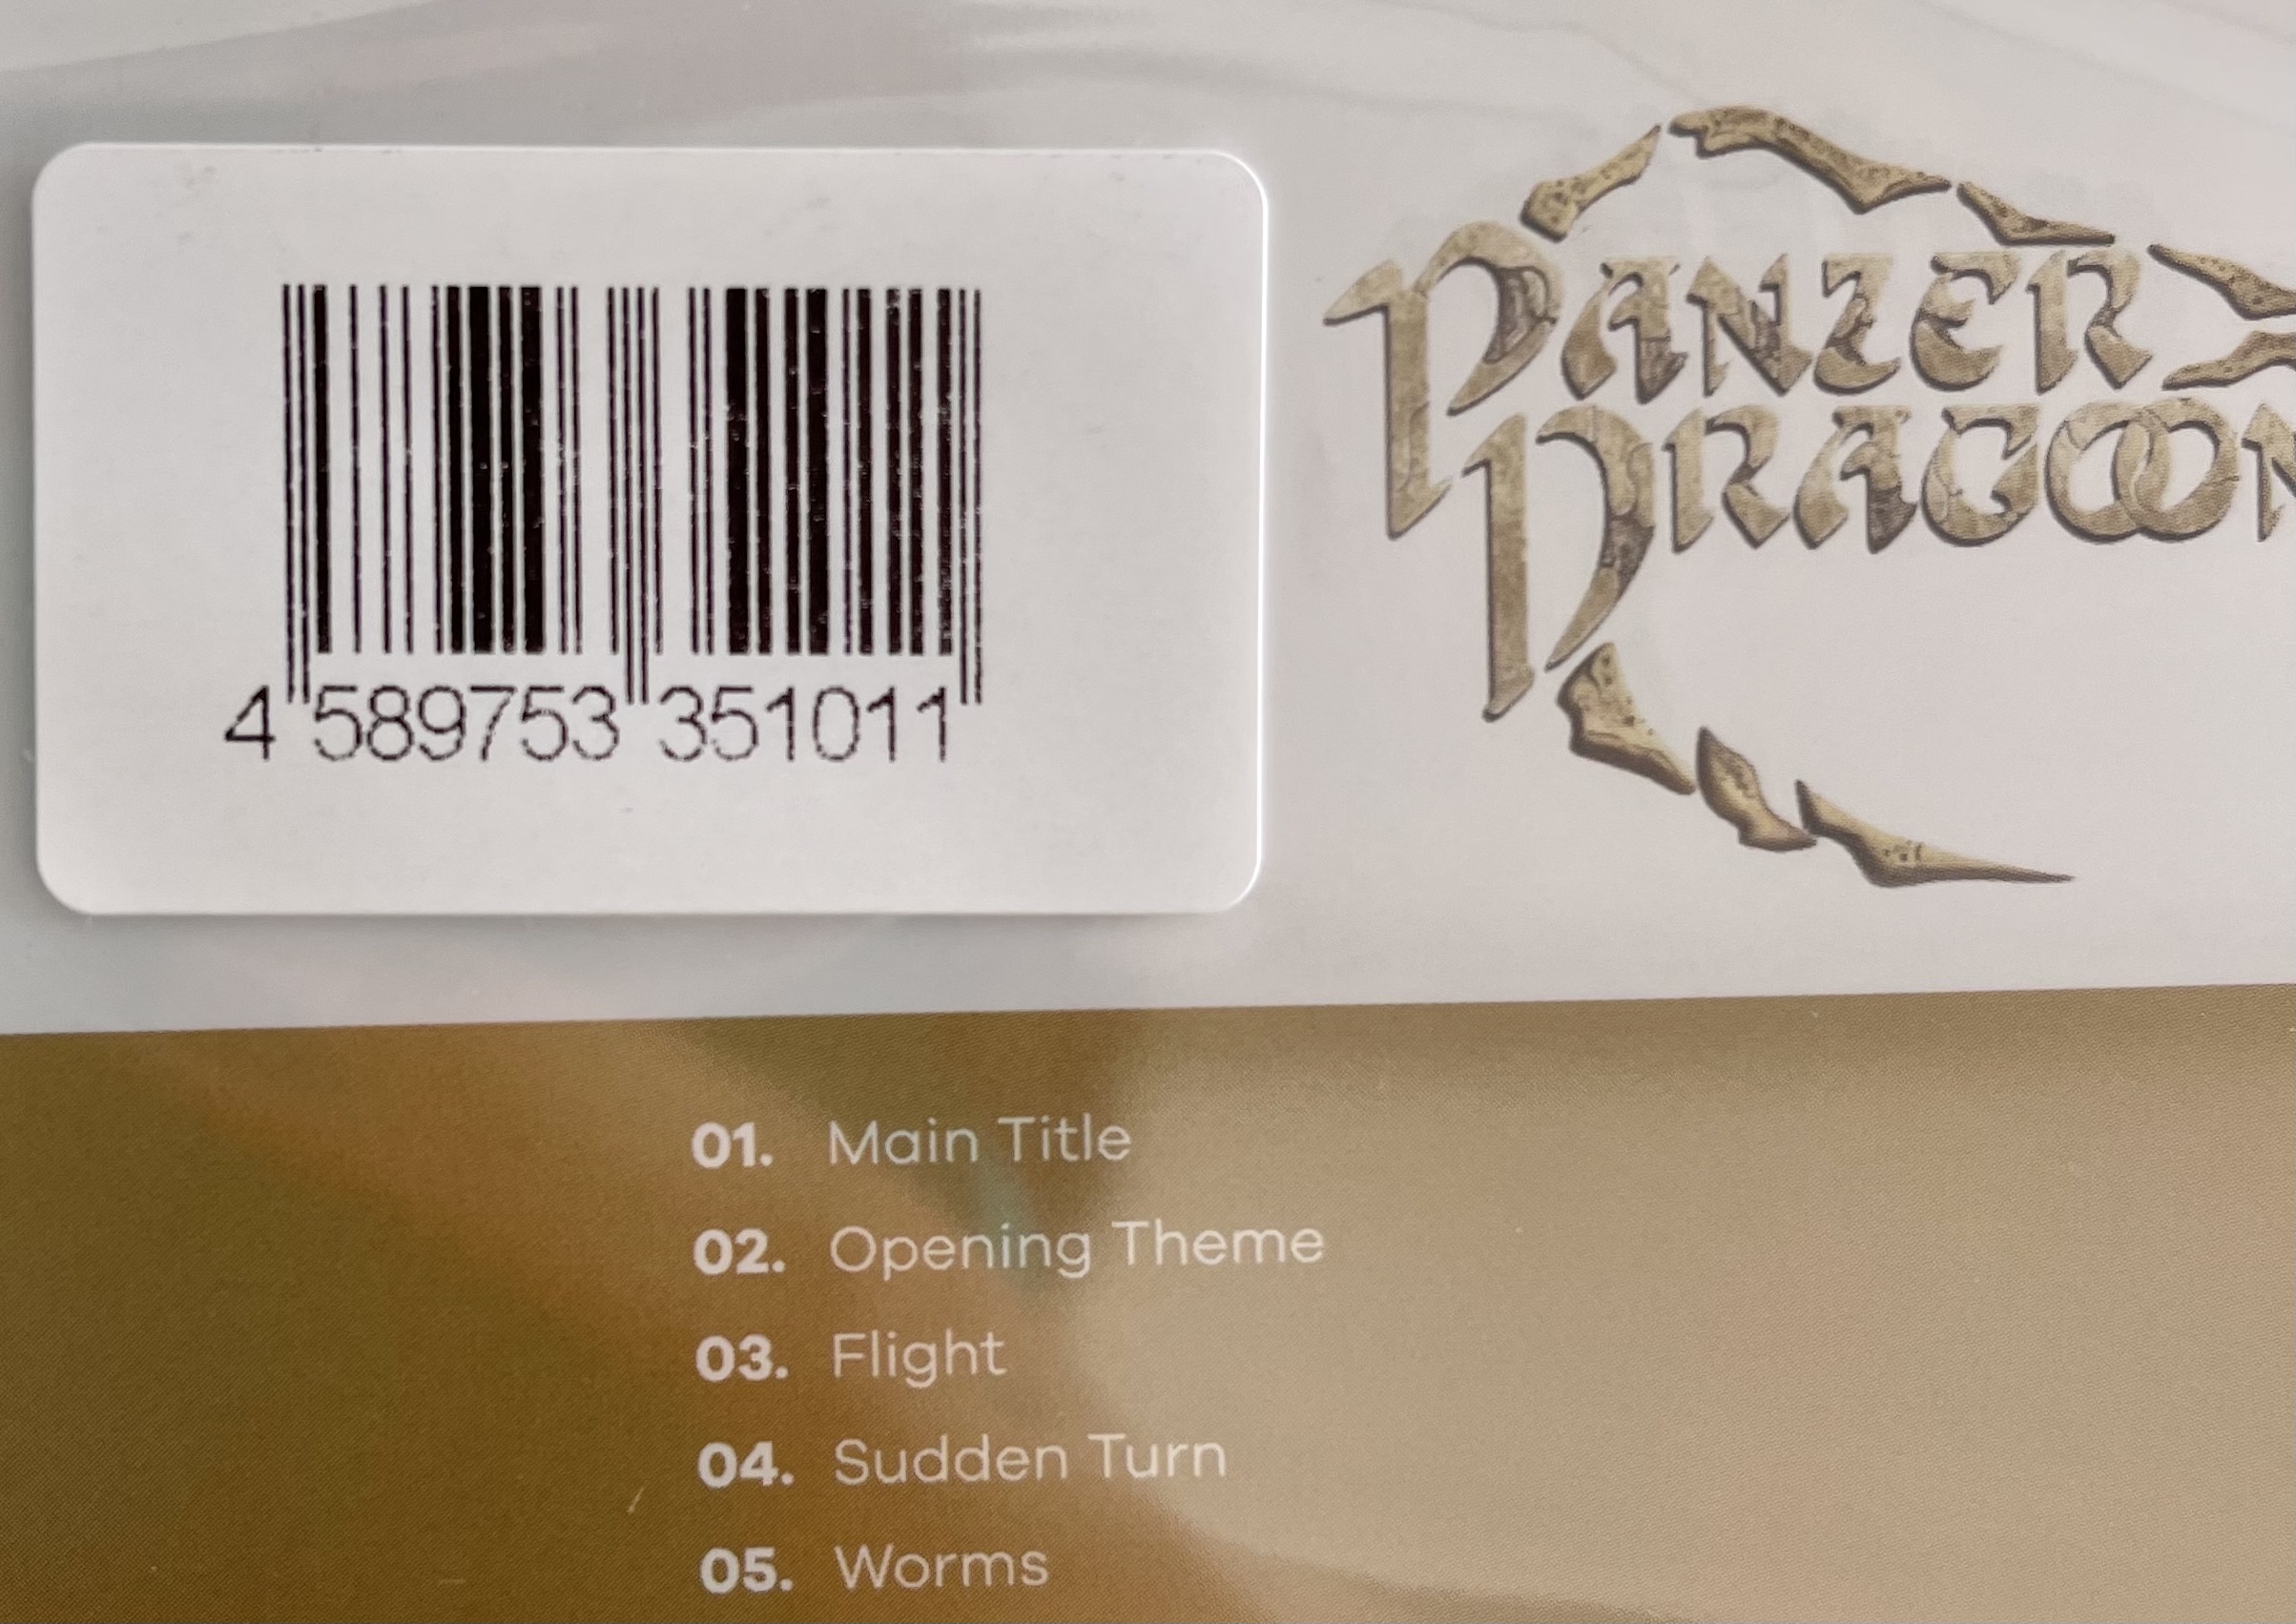 PANZER
DRAGOON
4 589753 351011
01. Main Title
02. Opening Theme
03. Flight
04. Sudden Turn
05. Worms